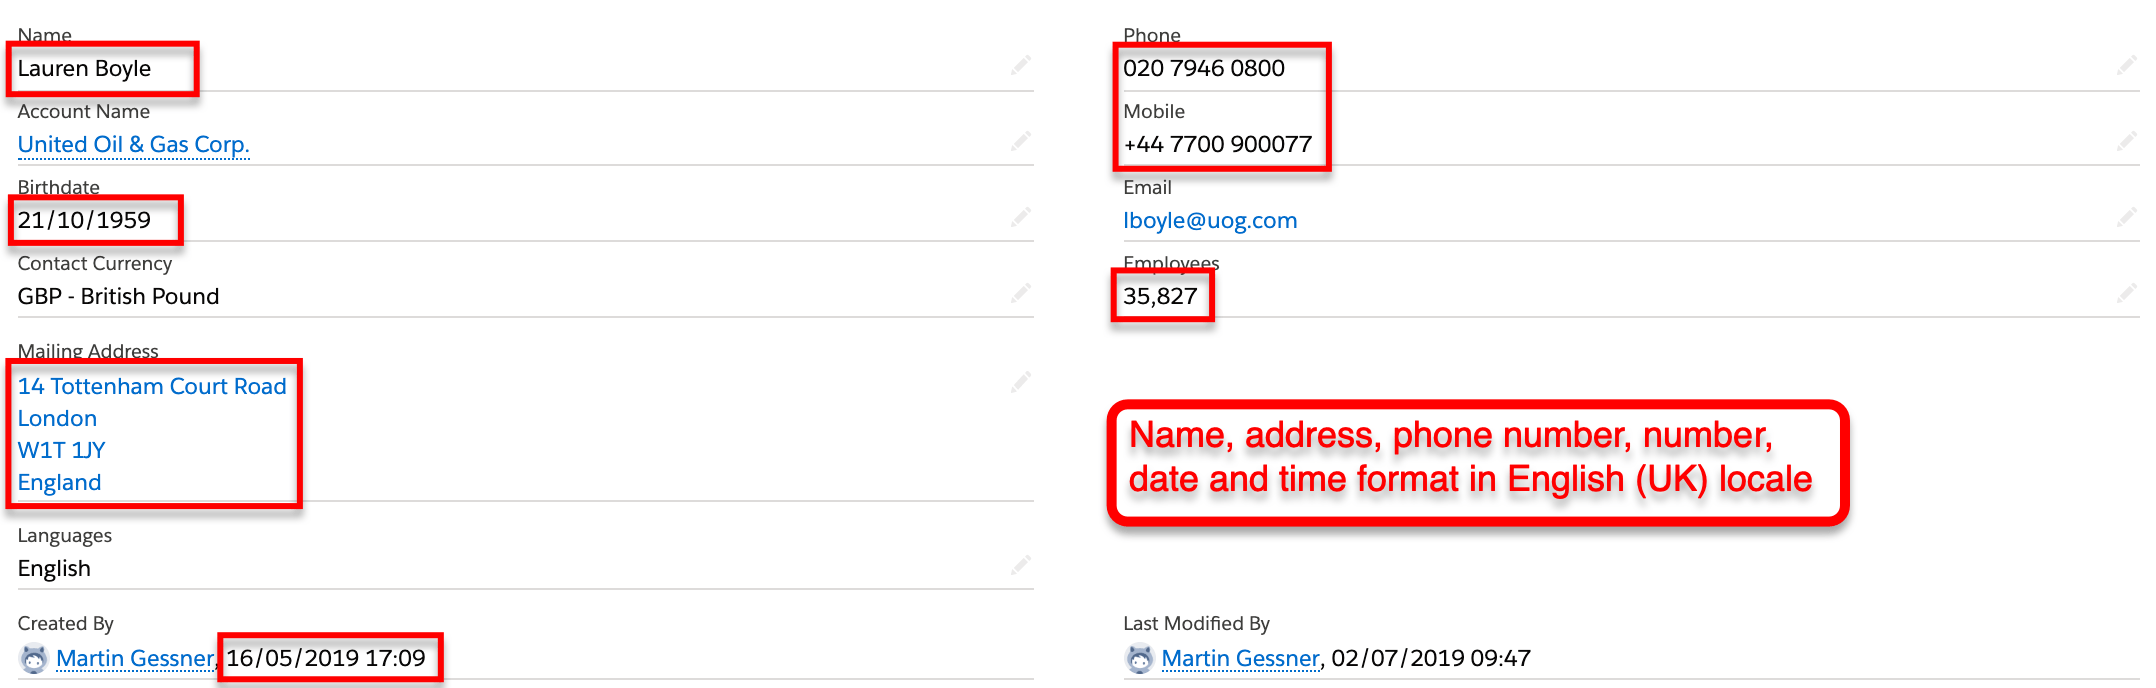 Name
Lauren Boyle
Account Name
United Oil & Gas Corp.
Birthdate
21/10/1959
Contact Currency
GBP - British Pound
Mailing Address
14 Tottenham Court Road
London
W1T 1JY
England
Languages
English
Created By
Martin Gessner, 16/05/2019 17:09
Phone
020 7946 0800
Mobile
+44 7700 900077
Email
lboyle@uog.com
Employees
35,827
Name, address, phone number, number,
date and time format in English (UK) locale
Last Modified By
Martin Gessner, 02/07/2019 09:47